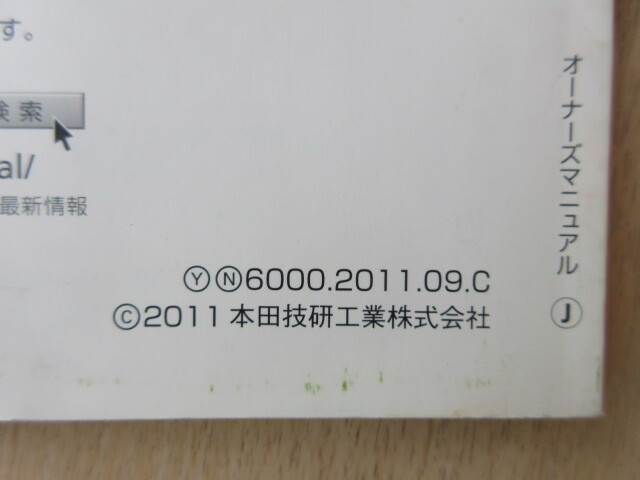 す。
検索
al/
最新情報
ⓎⓃ6000.2011.09.C
©2011 本田技研工業株式会社
オーナーズマニュアル Ⓙ